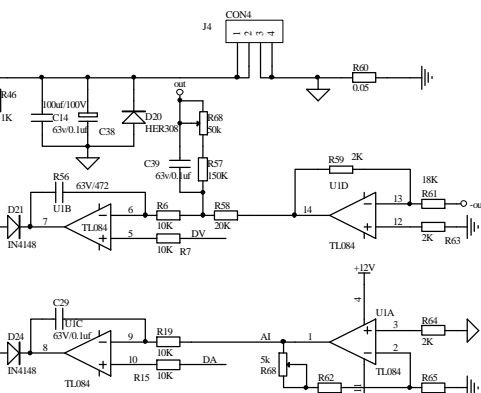 CON4
J4
1 2 3 4
out
R46
1K
100uf/100V
C14
63v/0.1uf
C38
D20
HER308
R68
50k
R60
0.05
C39
63v/0.1uf
R57
150K
R59 2K
U1D
18K
R56
63V/472
D21
U1B
7
IN4148
TL084
6
5
R6
10K
10K
R7
DV
R58
20K
14
13
12
TL084
R61
-out
2K
R63
+12V
4
C29
U1C
63V/0.1uf
D24
8
IN4148
TL084
9
10
R19
10K
R15
10K
DA
AI
1
5k
R68
U1A
3
2
TL084
11
R62
R64
2K
R65